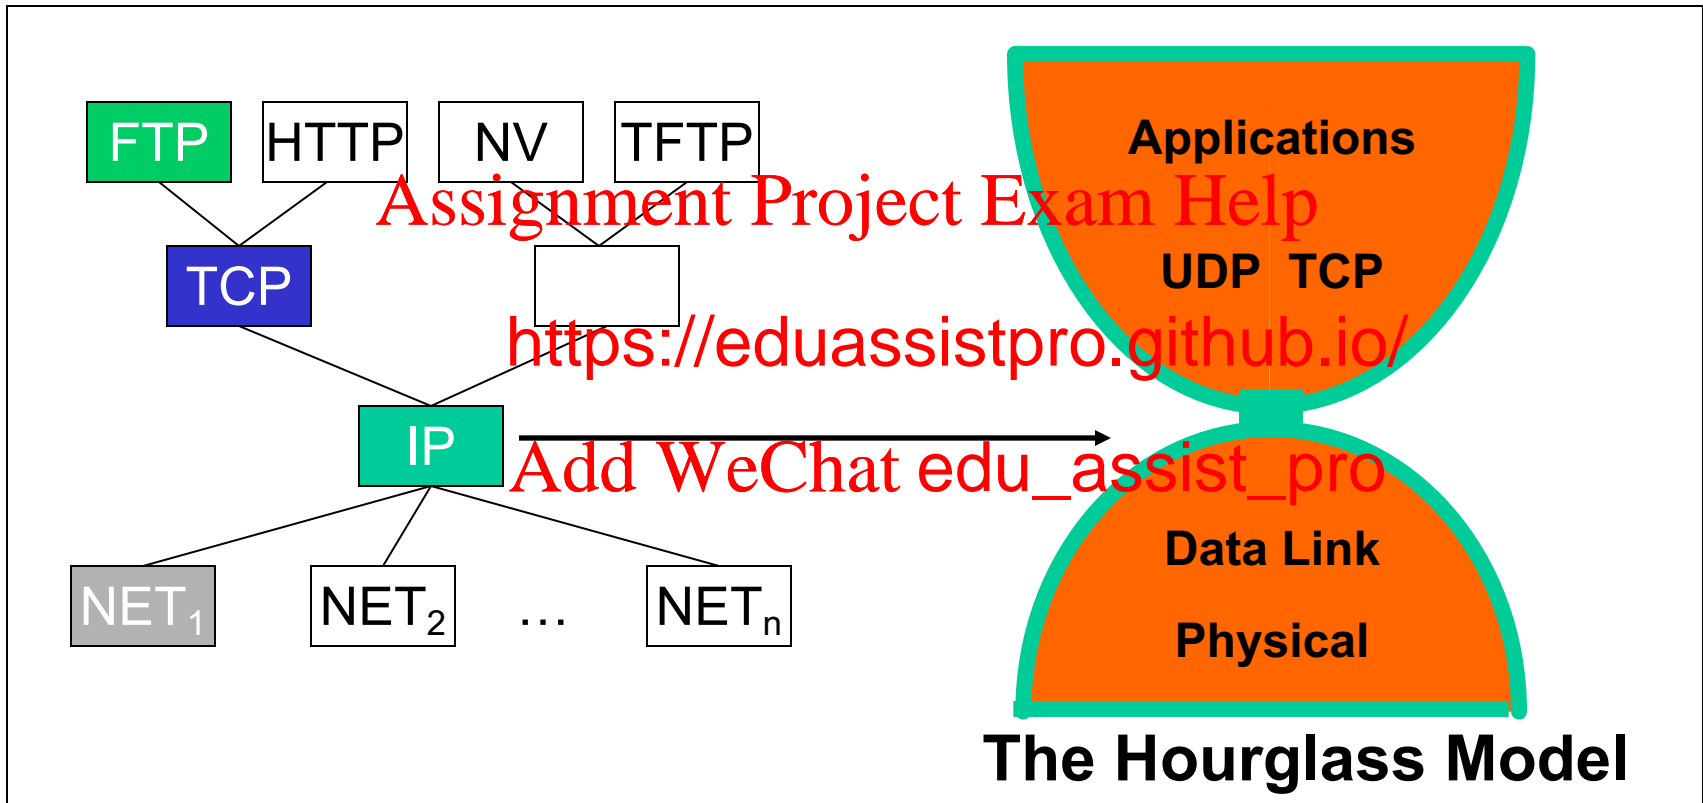 FTP HTTP NV TFTP
Applications
Assignment Project Exam Help
TCP
UDP TCP
https://eduassistpro.github.io/
IP
Add WeChat edu_assist_pro
Data Link
NET1 NET2 … NETn
Physical
The Hourglass Model